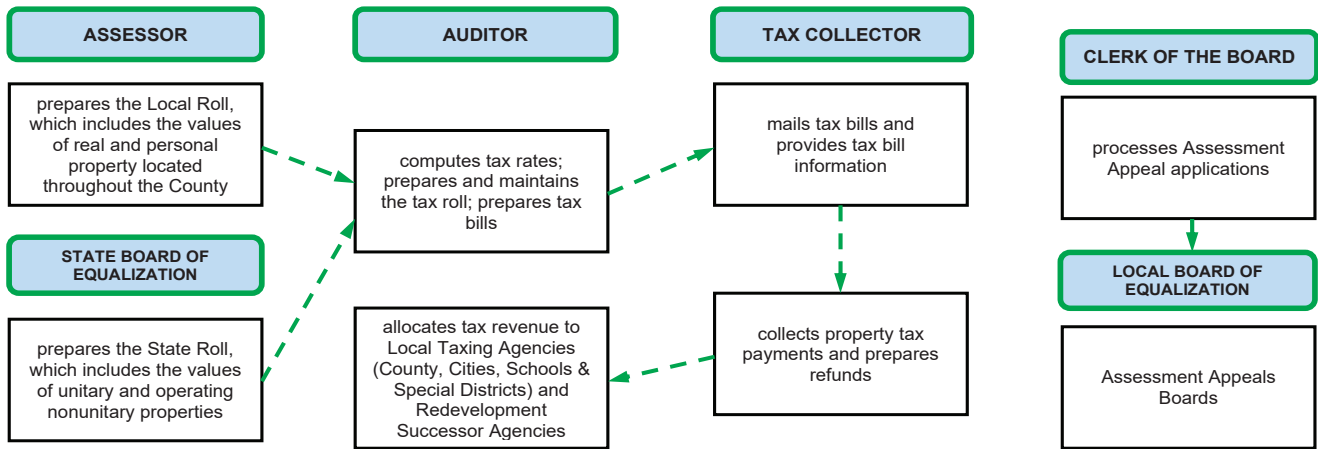 ASSESSOR
prepares the Local Roll,
which includes the values
of real and personal
property located
throughout the County
STATE BOARD OF
EQUALIZATION
prepares the State Roll,
which includes the values
of unitary and operating
nonunitary properties
AUDITOR
computes tax rates;
prepares and maintains
the tax roll; prepares tax
bills
allocates tax revenue to
Local Taxing Agencies
(County, Cities, Schools &
Special Districts) and
Redevelopment
Successor Agencies
TAX COLLECTOR
mails tax bills and
provides tax bill
information
collects property tax
payments and prepares
refunds
CLERK OF THE BOARD
processes Assessment
Appeal applications
LOCAL BOARD OF
EQUALIZATION
Assessment Appeals
Boards